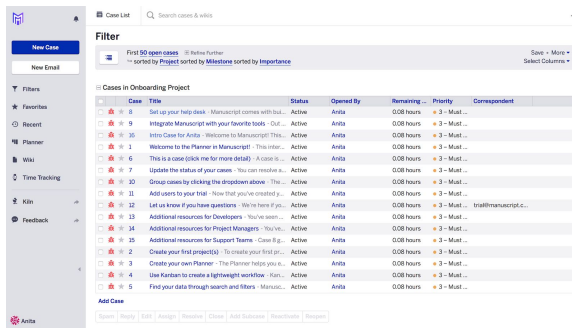 Case List
Search cases & wikis
New Case
New Email
Filters
Favorites
Recent
Planner
Wiki
Time Tracking
Kiln
Feedback
Anita
Filter
First 50 open cases Refine Further
sorted by Project sorted by Milestone sorted by Importance
Save + More
Select Columns
Cases in Onboarding Project
Case Title Status Opened By Remaining ... Priority Correspondent
8 Set up your help desk - Manuscript comes with bui... Active Anita 0.08 hours 3 – Must ...
9 Integrate Manuscript with your favorite tools - Out... Active Anita 0.08 hours 3 – Must ...
16 Intro Case for Anita - Welcome to Manuscript! This... Active Anita 0.08 hours 3 – Must ...
1 Welcome to the Planner in Manuscript! - This inter... Active Anita 0.08 hours 3 – Must ...
6 This is a case (click me for more detail) - A case is ... Active Anita 0.08 hours 3 – Must ...
7 Update the status of your cases - You can resolve a... Active Anita 0.08 hours 3 – Must ...
10 Group cases by clicking the dropdown above - The ... Active Anita 0.08 hours 3 – Must ...
11 Add users to your trial - Now that you've created y... Active Anita 0.08 hours 3 – Must ...
12 Let us know if you have questions - We're here if yo... Active Anita 0.08 hours 3 – Must ... trial@manuscript.c...
13 Additional resources for Developers - You've seen ... Active Anita 0.08 hours 3 – Must ...
14 Additional resources for Project Managers - You've... Active Anita 0.08 hours 3 – Must ...
15 Additional resources for Support Teams - Case 8 g... Active Anita 0.08 hours 3 – Must ...
2 Create your first project(s) - To create your first pr... Active Anita 0.08 hours 3 – Must ...
3 Create your own Planner - The Planner helps you e... Active Anita 0.08 hours 3 – Must ...
4 Use Kanban to create a lightweight workflow - Kan... Active Anita 0.08 hours 3 – Must ...
5 Find your data through search and filters - Manusc... Active Anita 0.08 hours 3 – Must ...
Add Case
Spam Reply Edit Assign Resolve Close Add Subcase Reactivate Reopen